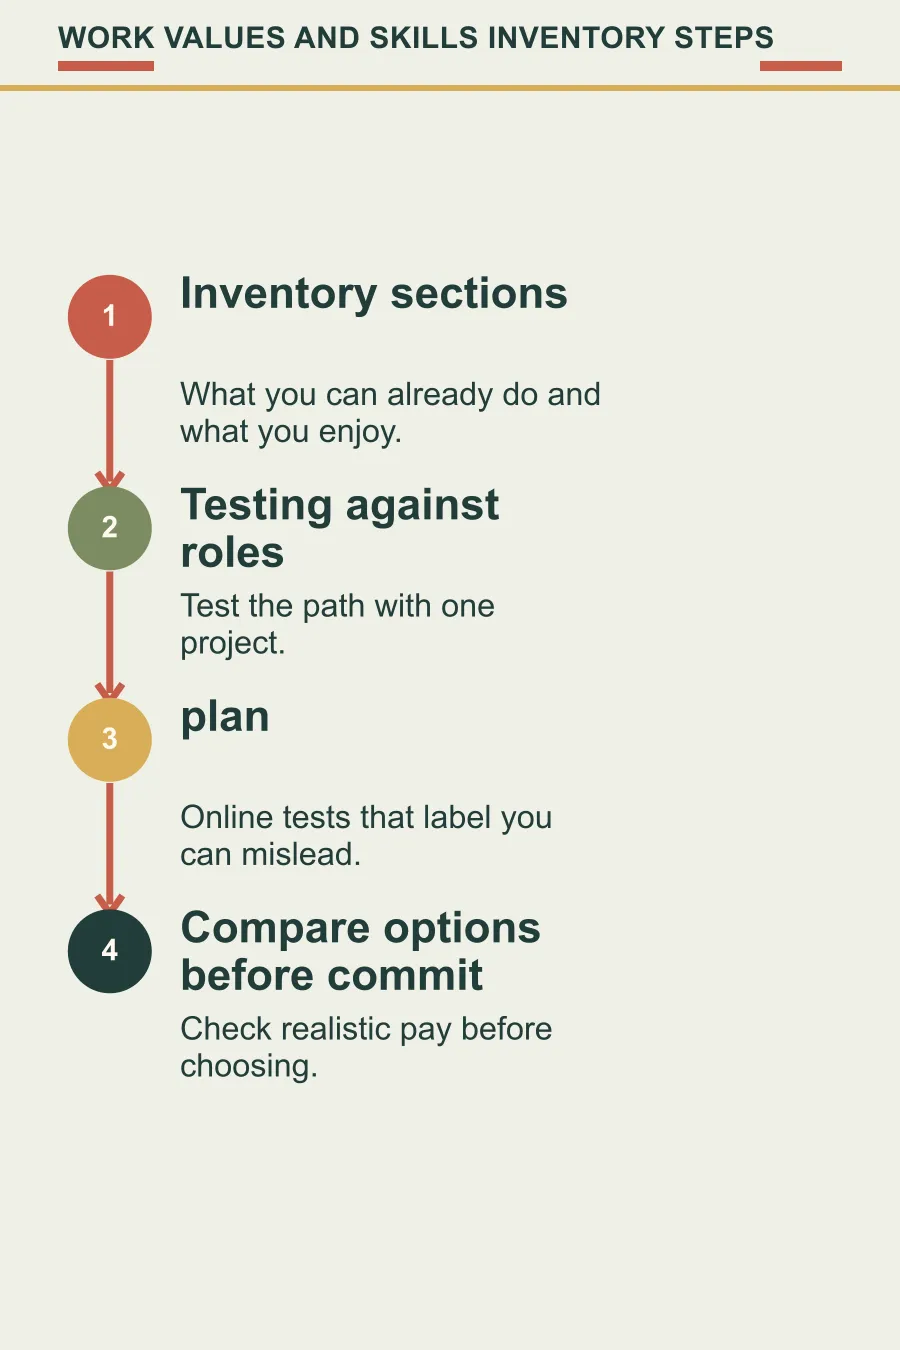 WORK VALUES AND SKILLS INVENTORY STEPS
1
Inventory sections
What you can already do and
what you enjoy.
2
Testing against
roles
Test the path with one
project.
3
plan
Online tests that label you
can mislead.
4
Compare options
before commit
Check realistic pay before
choosing.